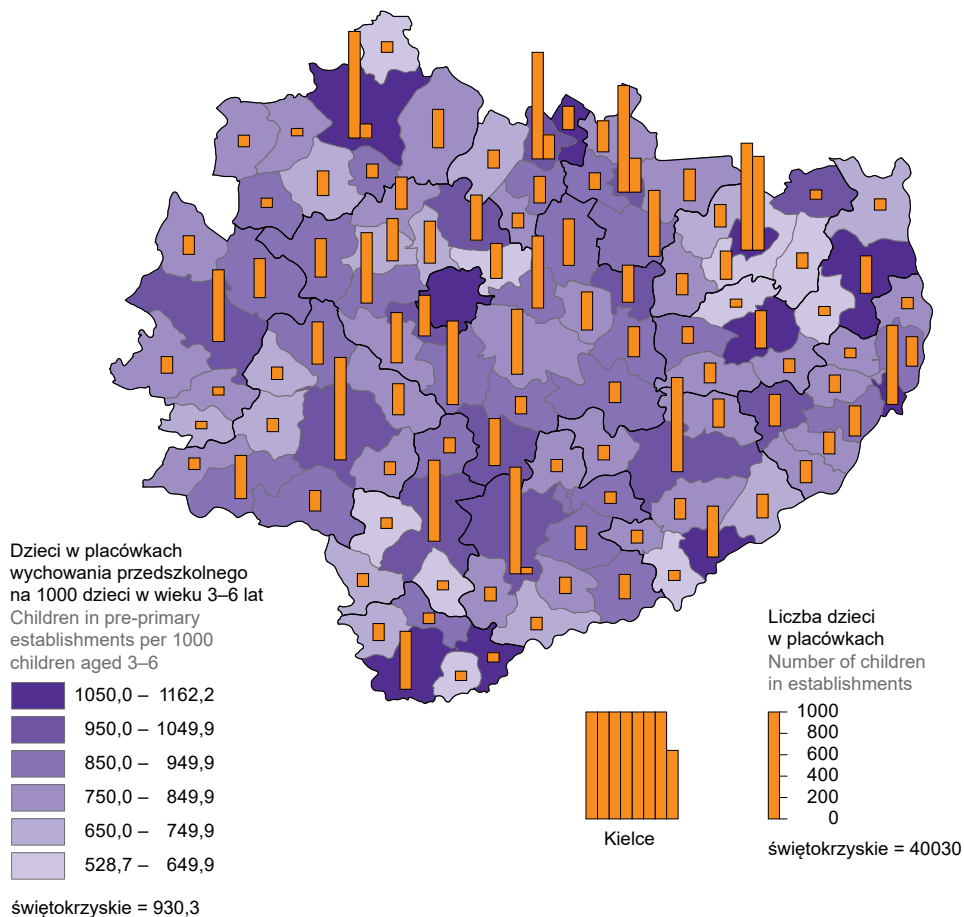 Dzieci w placówkach
wychowania przedszkolnego
na 1000 dzieci w wieku 3–6 lat
Children in pre-primary
establishments per 1000
children aged 3–6
1050,0 – 1162,2
950,0 – 1049,9
850,0 – 949,9
750,0 – 849,9
650,0 – 749,9
528,7 – 649,9
świętokrzyskie = 930,3
Kielce
Liczba dzieci
w placówkach
Number of children
in establishments
1000
800
600
400
200
0
świętokrzyskie = 40030